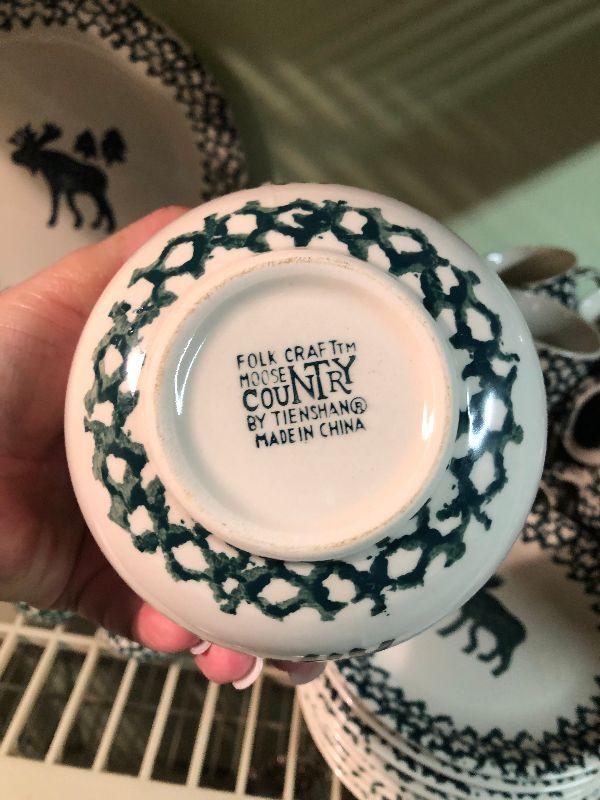 FOLK CRAFT™
MOOSE
COUNTRY
BY TIENSHAN®
MADE IN CHINA